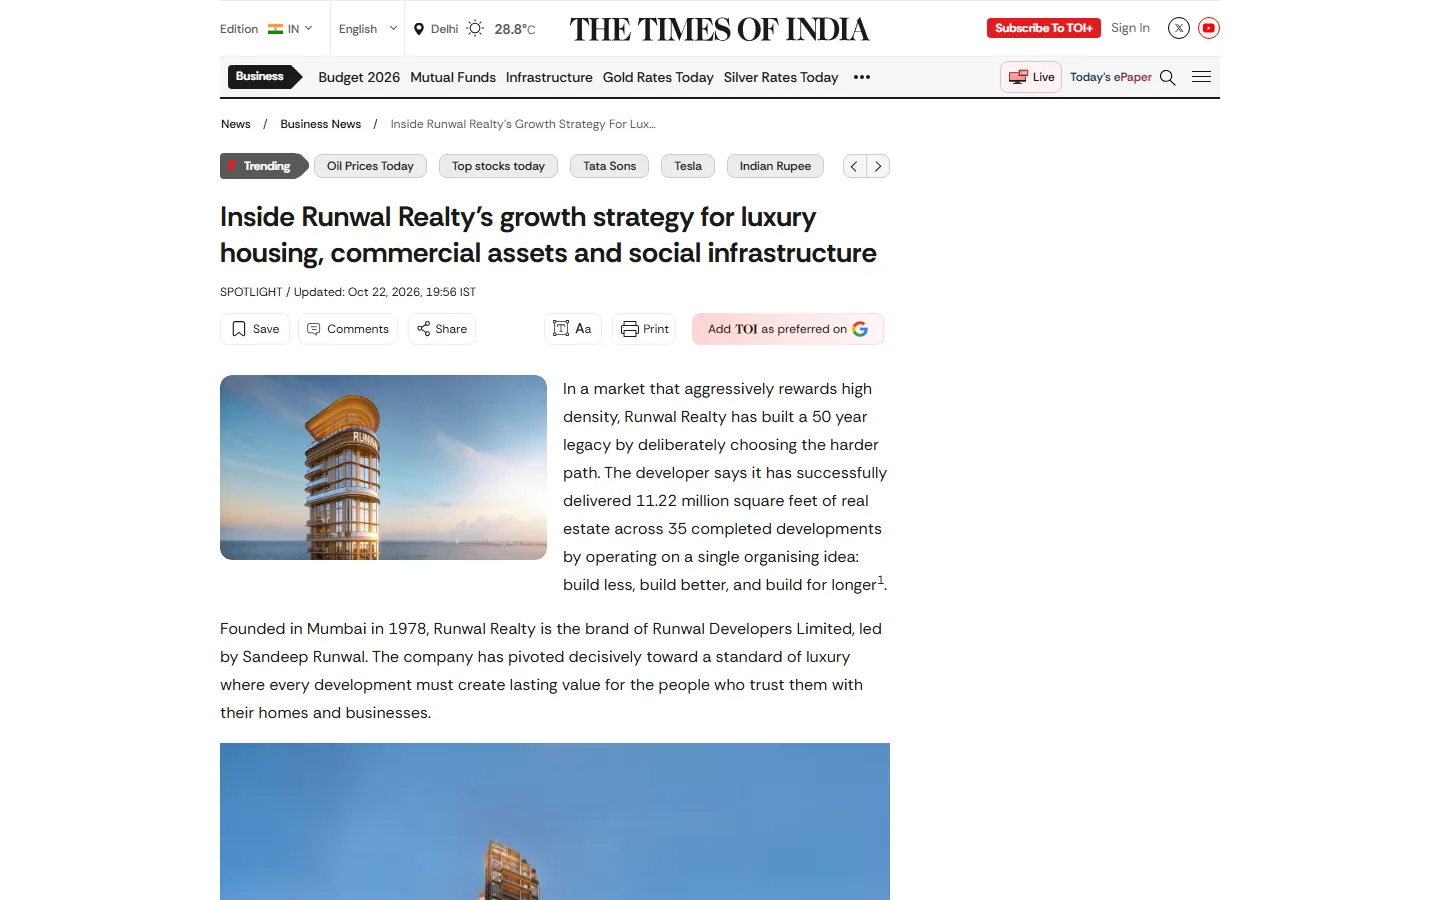 Edition IN English Delhi 28.8°C THE TIMES OF INDIA Subscribe To TOI+ Sign In
Business Budget 2026 Mutual Funds Infrastructure Gold Rates Today Silver Rates Today ••• Live Today's ePaper
News / Business News / Inside Runwal Realty's Growth Strategy For Lux...
Trending Oil Prices Today Top stocks today Tata Sons Tesla Indian Rupee
Inside Runwal Realty's growth strategy for luxury
housing, commercial assets and social infrastructure
SPOTLIGHT / Updated: Oct 22, 2026, 19:56 IST
Save Comments Share T Aa Print Add TOI as preferred on G
RUNWAL
In a market that aggressively rewards high
density, Runwal Realty has built a 50 year
legacy by deliberately choosing the harder
path. The developer says it has successfully
delivered 11.22 million square feet of real
estate across 35 completed developments
by operating on a single organising idea:
build less, build better, and build for longer¹.
Founded in Mumbai in 1978, Runwal Realty is the brand of Runwal Developers Limited, led
by Sandeep Runwal. The company has pivoted decisively toward a standard of luxury
where every development must create lasting value for the people who trust them with
their homes and businesses.